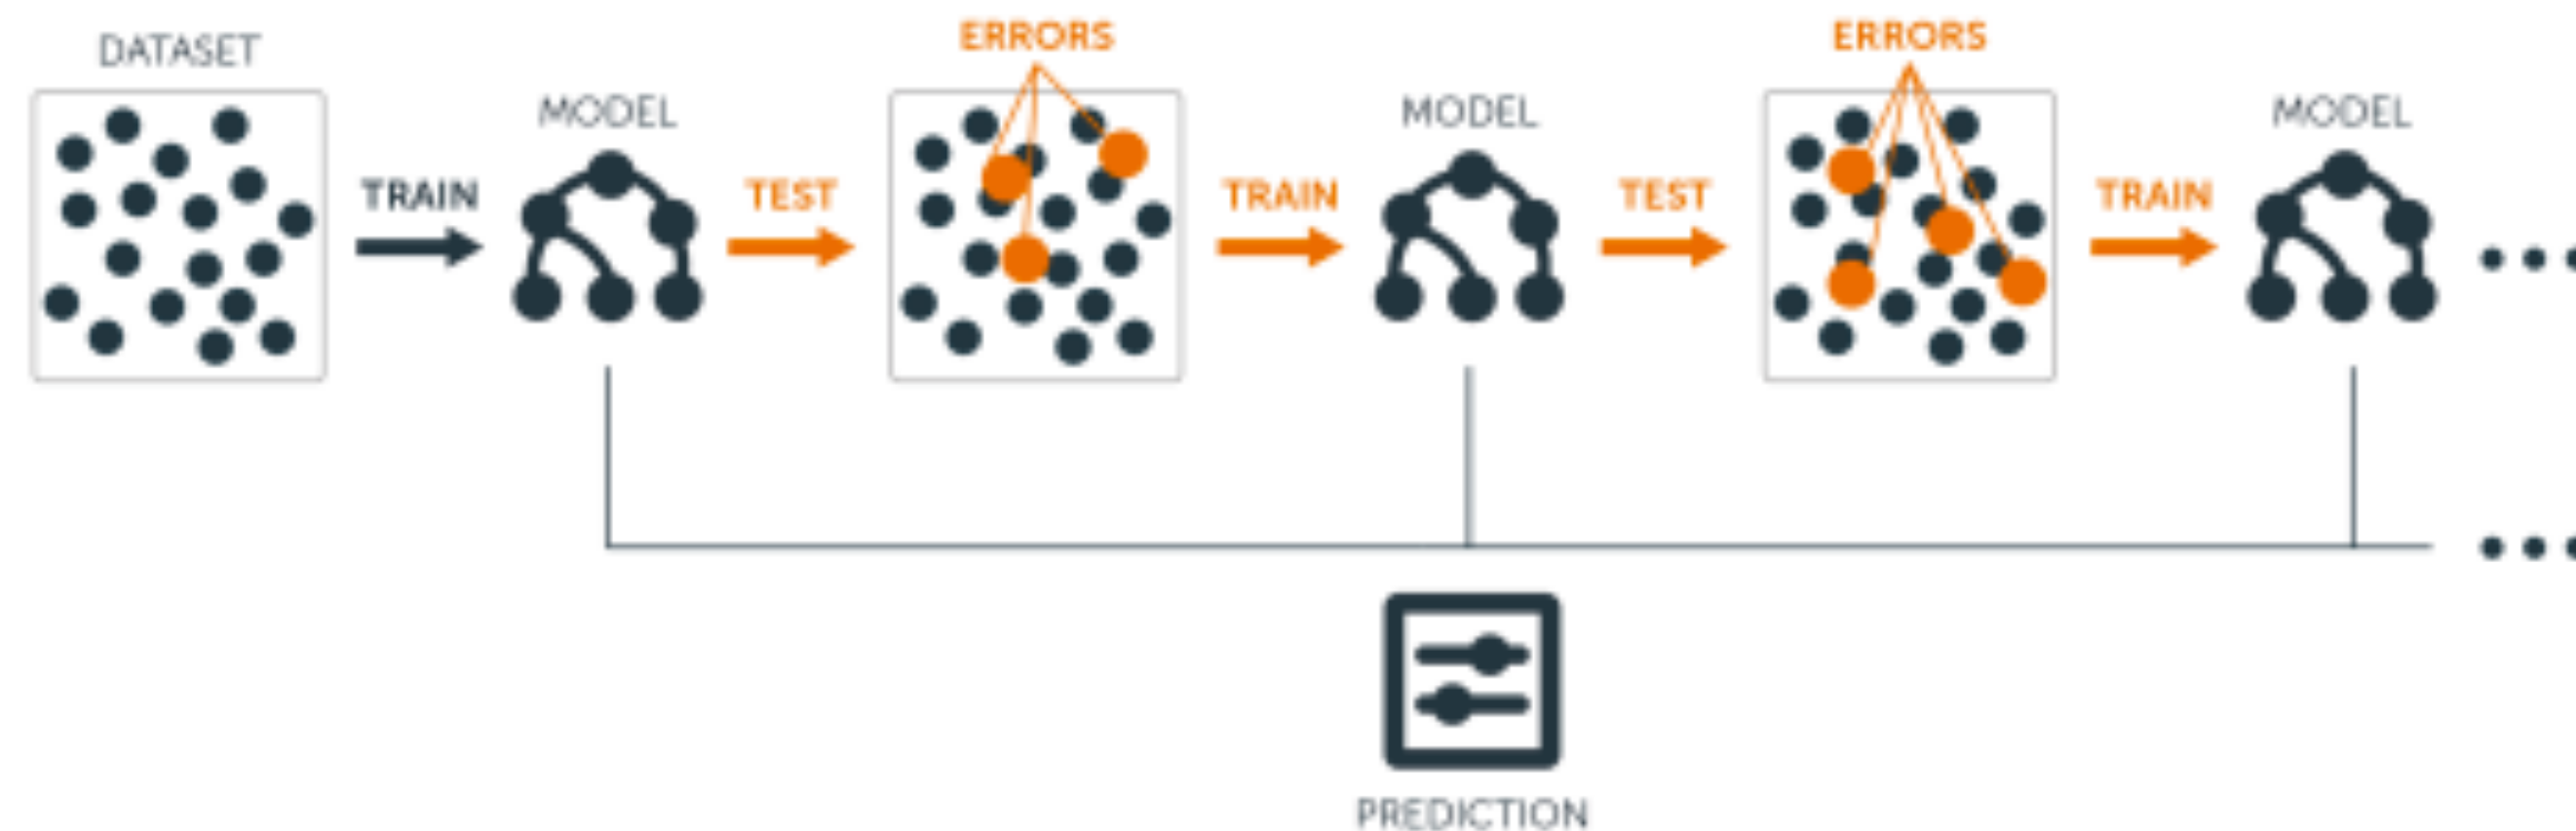 DATASET
TRAIN
MODEL
TEST
ERRORS
TRAIN
MODEL
TEST
ERRORS
TRAIN
MODEL
PREDICTION